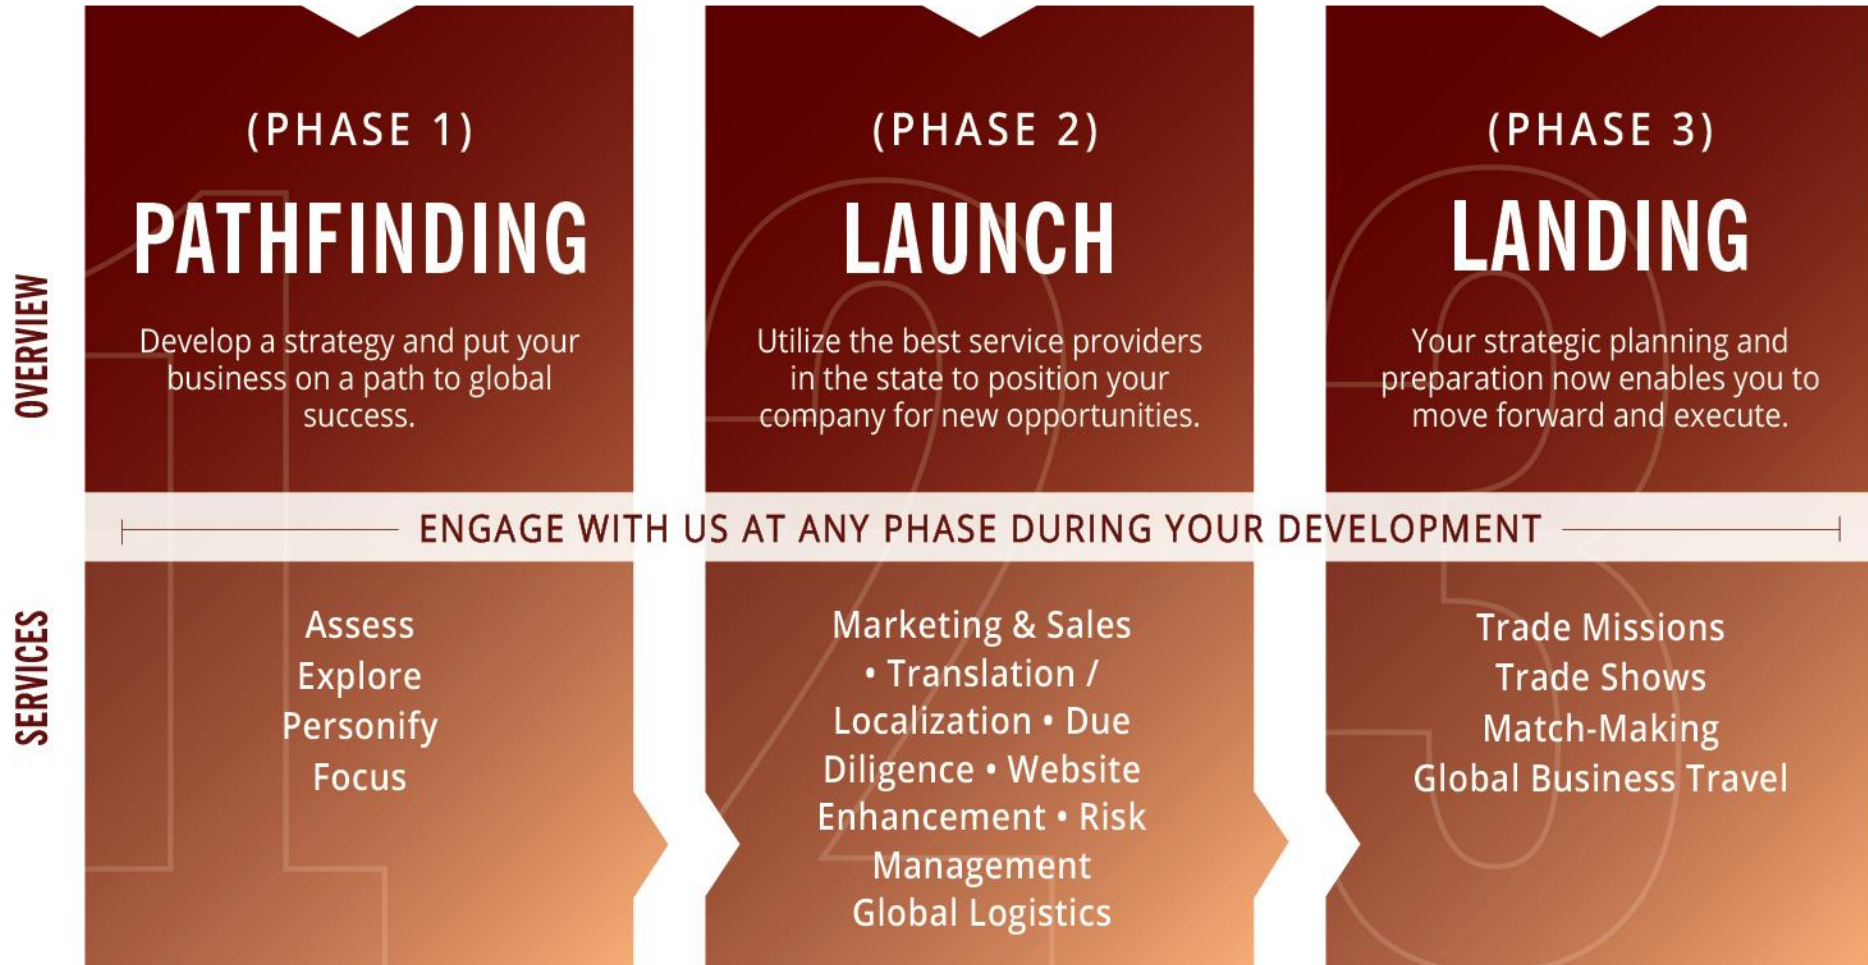 OVERVIEW
(PHASE 1)
PATHFINDING
Develop a strategy and put your
business on a path to global
success.
(PHASE 2)
LAUNCH
Utilize the best service providers
in the state to position your
company for new opportunities.
(PHASE 3)
LANDING
Your strategic planning and
preparation now enables you to
move forward and execute.
ENGAGE WITH US AT ANY PHASE DURING YOUR DEVELOPMENT
SERVICES
Assess
Explore
Personify
Focus
Marketing & Sales
• Translation /
Localization • Due
Diligence • Website
Enhancement • Risk
Management
Global Logistics
Trade Missions
Trade Shows
Match-Making
Global Business Travel
1
2
3